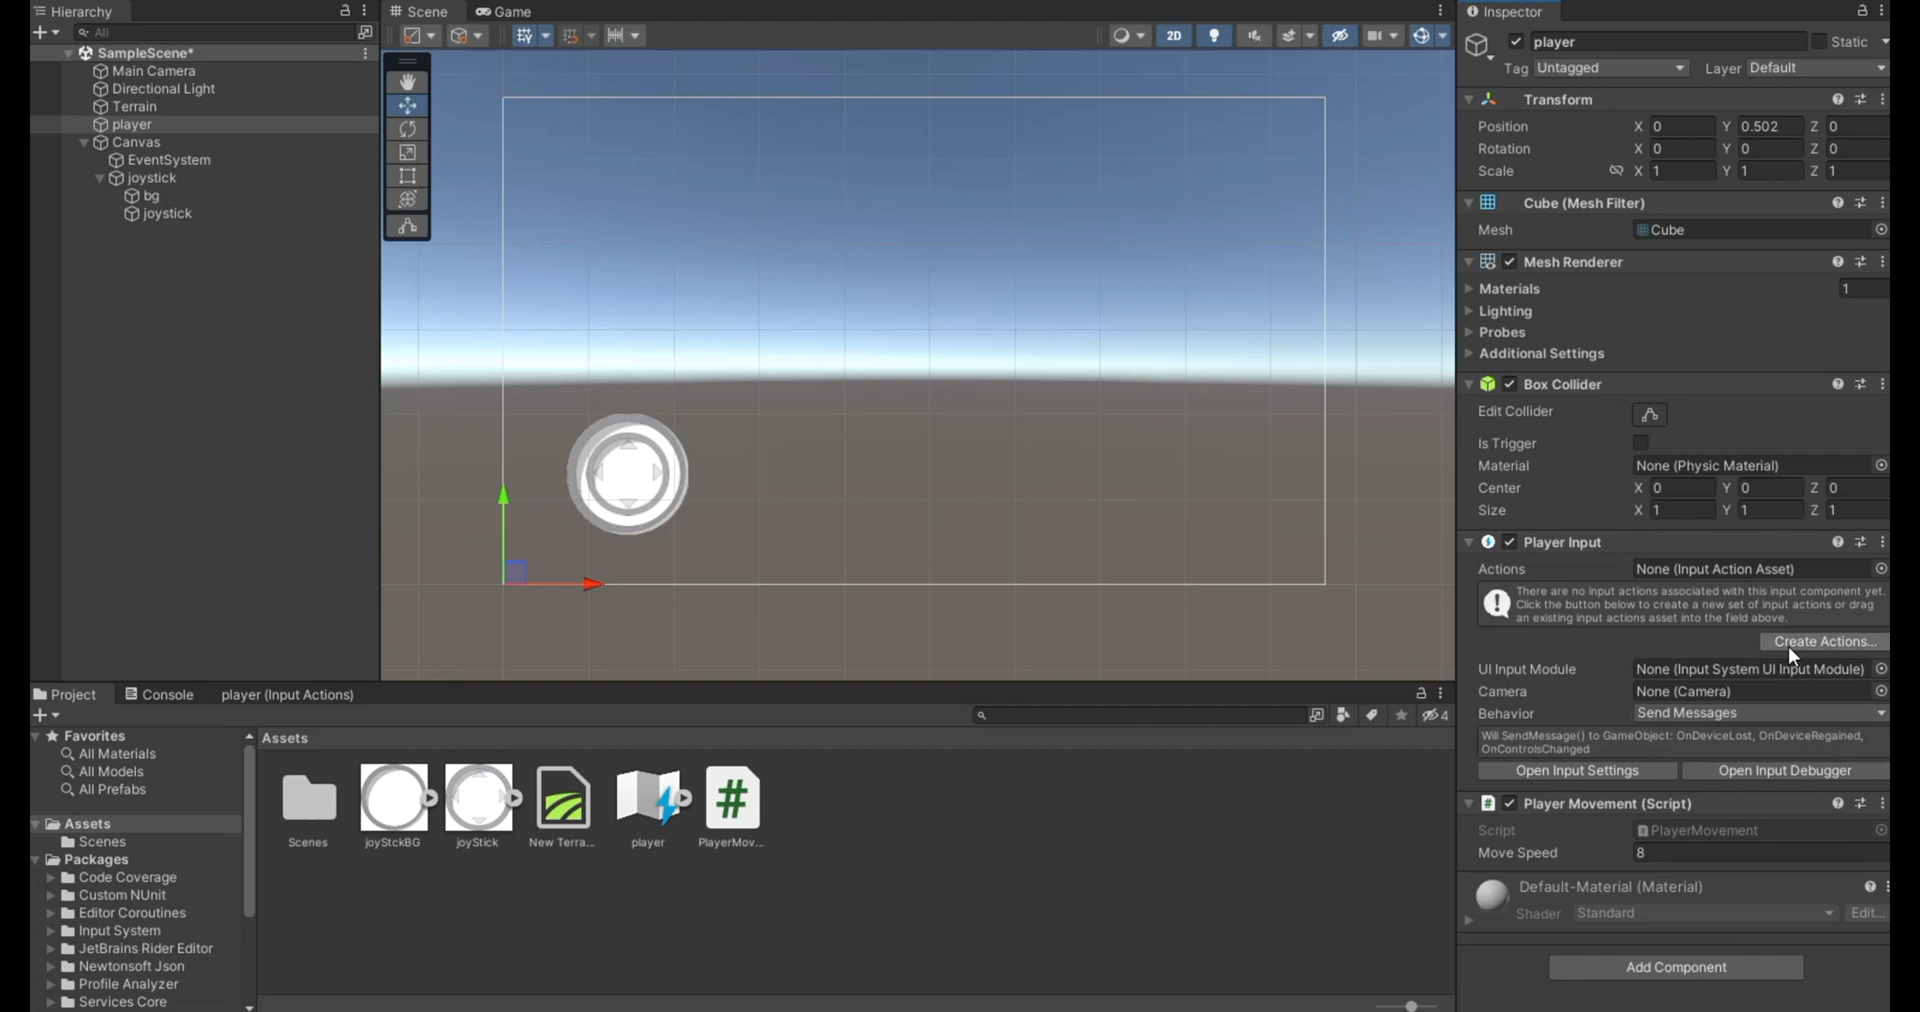 Hierarchy
All
SampleScene*
Main Camera
Directional Light
Terrain
player
Canvas
EventSystem
joystick
bg
joystick
Scene
Game
2D
Inspector
player
Static
Tag Untagged Layer Default
Transform
Position X 0 Y 0.502 Z 0
Rotation X 0 Y 0 Z 0
Scale X 1 Y 1 Z 1
Cube (Mesh Filter)
Mesh Cube
Mesh Renderer
Materials 1
Lighting
Probes
Additional Settings
Box Collider
Edit Collider
Is Trigger
Material None (Physic Material)
Center X 0 Y 0 Z 0
Size X 1 Y 1 Z 1
Player Input
Actions None (Input Action Asset)
There are no input actions associated with this input component yet.
Click the button below to create a new set of input actions or drag
an existing input actions asset into the field above.
Create Actions...
UI Input Module None (Input System UI Input Module)
Camera None (Camera)
Behavior Send Messages
Will SendMessage() to GameObject: OnDeviceLost, OnDeviceRegained,
OnControlsChanged
Open Input Settings Open Input Debugger
Player Movement (Script)
Script PlayerMovement
Move Speed 8
Default-Material (Material)
Shader Standard Edit...
Add Component
Project
Console
player (Input Actions)
4
Favorites
All Materials
All Models
All Prefabs
Assets
Scenes
Packages
Code Coverage
Custom NUnit
Editor Coroutines
Input System
JetBrains Rider Editor
Newtonsoft Json
Profile Analyzer
Services Core
Assets
Scenes
joyStckBG
joyStick
New Terra...
player
PlayerMov...